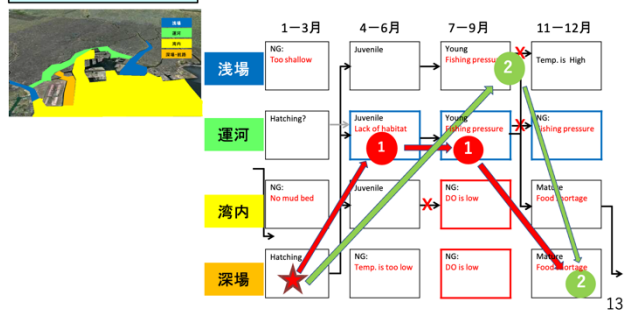 浅場
運河
湾内
深場・航路
1－3月
4－6月
7－9月
11－12月
浅場
NG:
Too shallow
Juvenile
Young
Fishing pressure
2
Temp. is High
運河
Hatching?
Juvenile
Lack of habitat
1
Young
Fishing pressure
1
NG:
Fishing pressure
湾内
NG:
No mud bed
Juvenile
NG:
DO is low
Mature
Food shortage
深場
Hatching
NG:
Temp. is too low
NG:
DO is low
Mature
Food shortage
2
13